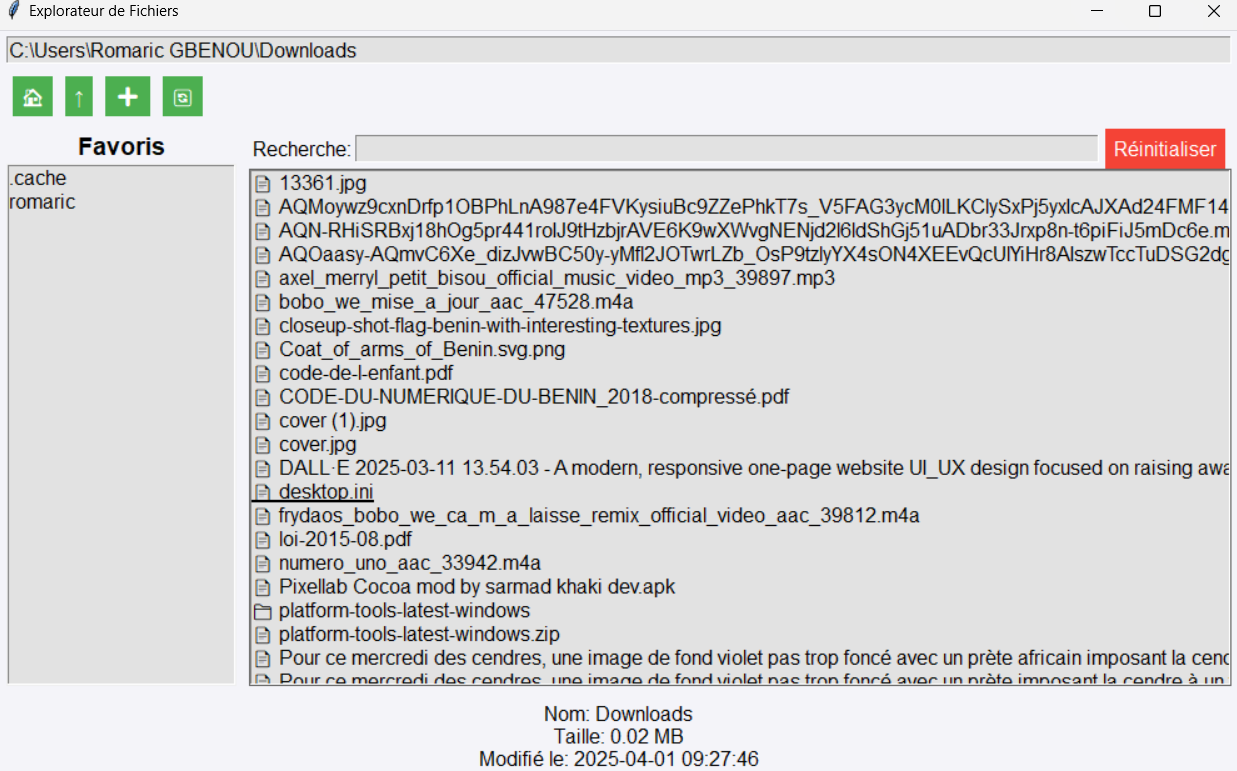 Explorateur de Fichiers
C:\Users\Romaric GBENOU\Downloads
Favoris
.cache
romaric
Recherche:
Réinitialiser
13361.jpg
AQMoywz9cxnDrfp1OBPhLnA987e4FVKysiuBc9ZZePhkT7s_V5FAG3ycM0lLKClySxPj5yxlcAJXAd24FMF14
AQN-RHiSRBxj18hOg5pr441rolJ9tHzbjrAVE6K9wXWvgNENjd2l6ldShGj51uADbr33Jrxp8n-t6piFiJ5mDc6e.m
AQOaasy-AQmvC6Xe_dizJvwBC50y-yMfl2JOTwrLZb_OsP9tzlyYX4sON4XEEvQcUlYiHr8AlszwTccTuDSG2dg
axel_merryl_petit_bisou_official_music_video_mp3_39897.mp3
bobo_we_mise_a_jour_aac_47528.m4a
closeup-shot-flag-benin-with-interesting-textures.jpg
Coat_of_arms_of_Benin.svg.png
code-de-l-enfant.pdf
CODE-DU-NUMERIQUE-DU-BENIN_2018-compressé.pdf
cover (1).jpg
cover.jpg
DALL·E 2025-03-11 13.54.03 - A modern, responsive one-page website UI_UX design focused on raising awa
desktop.ini
frydaos_bobo_we_ca_m_a_laisse_remix_official_video_aac_39812.m4a
loi-2015-08.pdf
numero_uno_aac_33942.m4a
Pixellab Cocoa mod by sarmad khaki dev.apk
platform-tools-latest-windows
platform-tools-latest-windows.zip
Pour ce mercredi des cendres, une image de fond violet pas trop foncé avec un prète africain imposant la cend
Pour ce mercredi des cendres, une image de fond violet pas trop foncé avec un prète imposant la cendre à un
Nom: Downloads
Taille: 0.02 MB
Modifié le: 2025-04-01 09:27:46